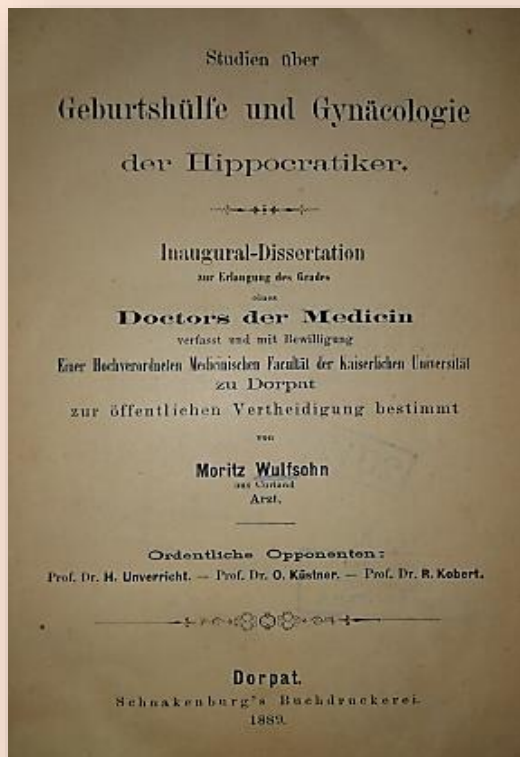 Studien über
Geburtshülfe und Gynäcologie
der Hippocratiker.
Inaugural-Dissertation
zur Erlangung des Grades
eines
Doctors der Medicin
verfasst und mit Bewilligung
Einer Hochverordneten Medicinischen Facultät der Kaiserlichen Universität
zu Dorpat
zur öffentlichen Vertheidigung bestimmt
von
Moritz Wulfsohn
aus Curland
Arzt.
Ordentliche Opponenten:
Prof. Dr. H. Unverricht. — Prof. Dr. O. Küstner. — Prof. Dr. R. Kobert.
Dorpat.
Schnakenburg's Buchdruckerei.
1889.